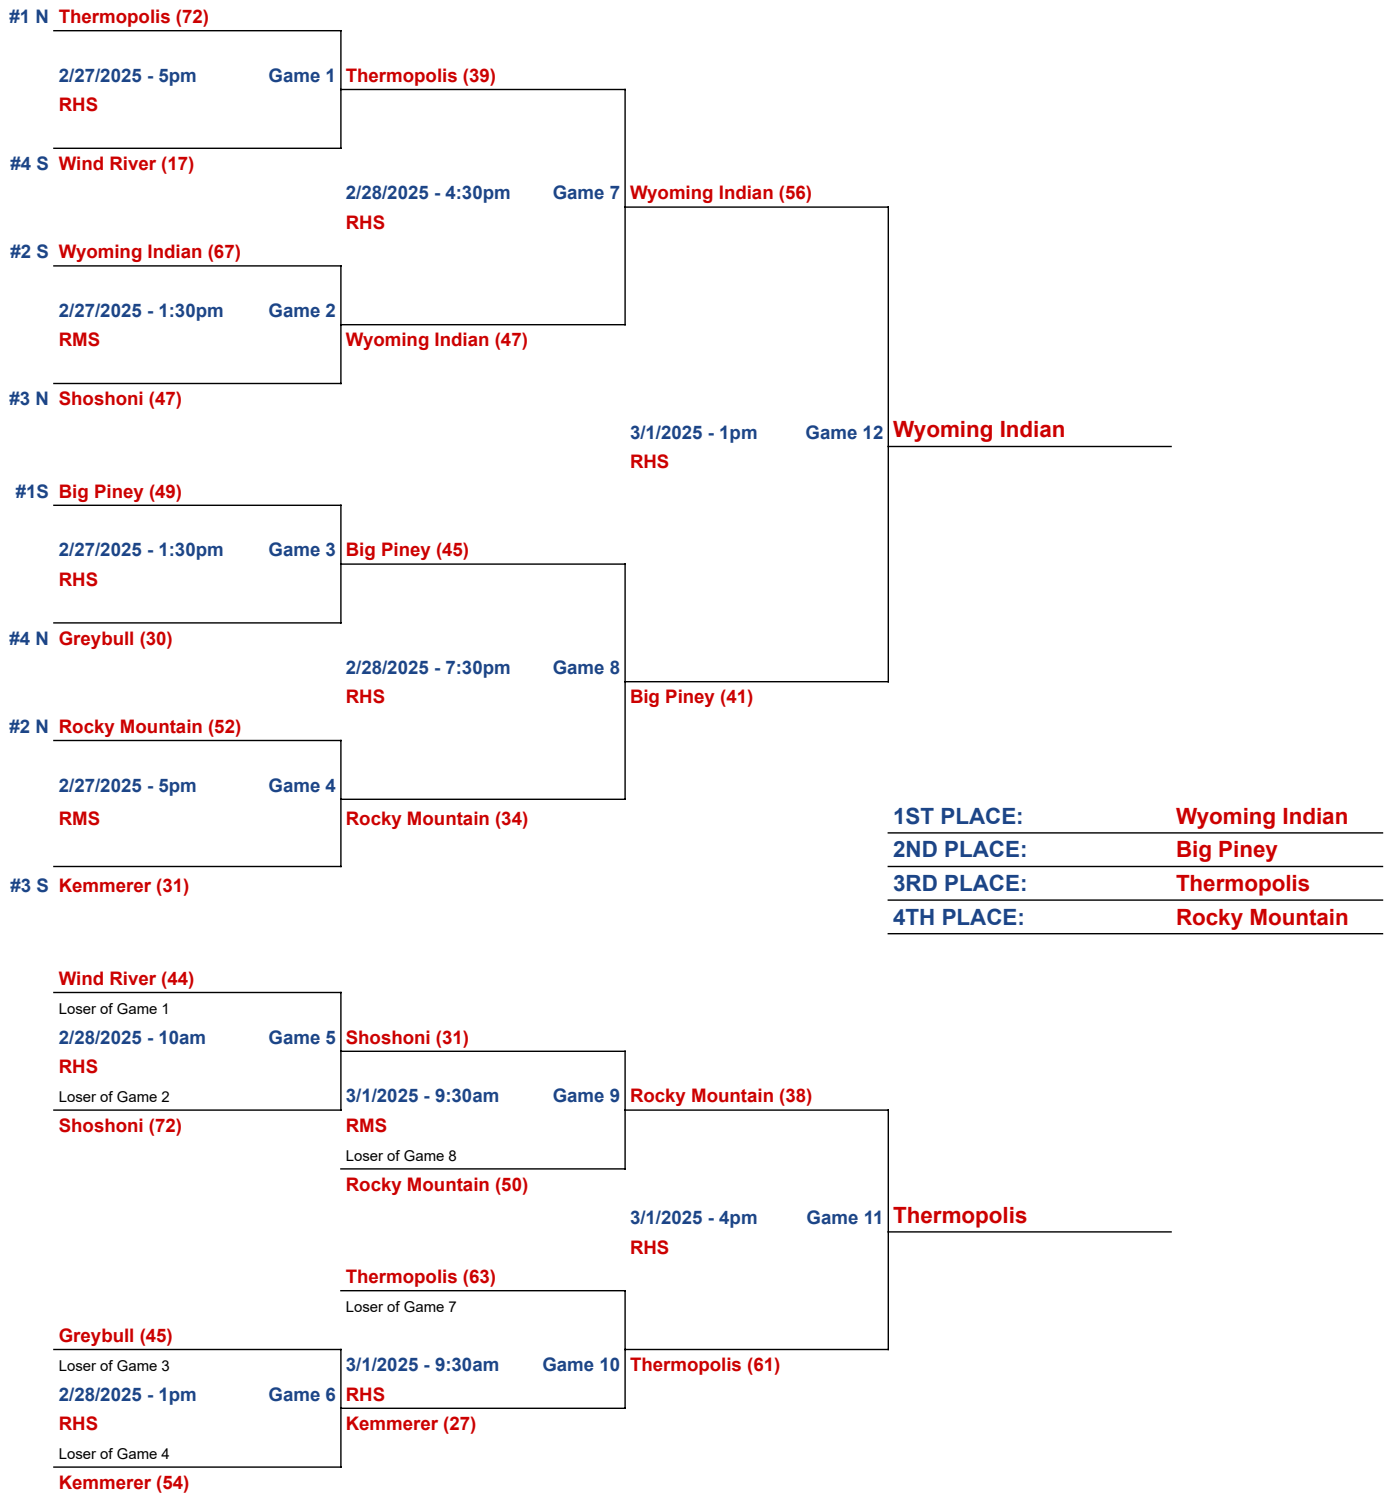 #1 N Thermopolis (72)
2/27/2025 - 5pm Game 1 Thermopolis (39)
RHS
#4 S Wind River (17)
2/28/2025 - 4:30pm Game 7 Wyoming Indian (56)
RHS
#2 S Wyoming Indian (67)
2/27/2025 - 1:30pm Game 2
RMS Wyoming Indian (47)
#3 N Shoshoni (47)
3/1/2025 - 1pm Game 12 Wyoming Indian
RHS
#1S Big Piney (49)
2/27/2025 - 1:30pm Game 3 Big Piney (45)
RHS
#4 N Greybull (30)
2/28/2025 - 7:30pm Game 8
RHS Big Piney (41)
#2 N Rocky Mountain (52)
2/27/2025 - 5pm Game 4
RMS Rocky Mountain (34) 1ST PLACE: Wyoming Indian
2ND PLACE: Big Piney
#3 S Kemmerer (31) 3RD PLACE: Thermopolis
4TH PLACE: Rocky Mountain
Wind River (44)
Loser of Game 1
2/28/2025 - 10am Game 5 Shoshoni (31)
RHS
Loser of Game 2 3/1/2025 - 9:30am Game 9 Rocky Mountain (38)
Shoshoni (72) RMS
Loser of Game 8
Rocky Mountain (50)
3/1/2025 - 4pm Game 11 Thermopolis
RHS
Thermopolis (63)
Loser of Game 7
Greybull (45)
Loser of Game 3 3/1/2025 - 9:30am Game 10 Thermopolis (61)
2/28/2025 - 1pm Game 6 RHS
RHS Kemmerer (27)
Loser of Game 4
Kemmerer (54)